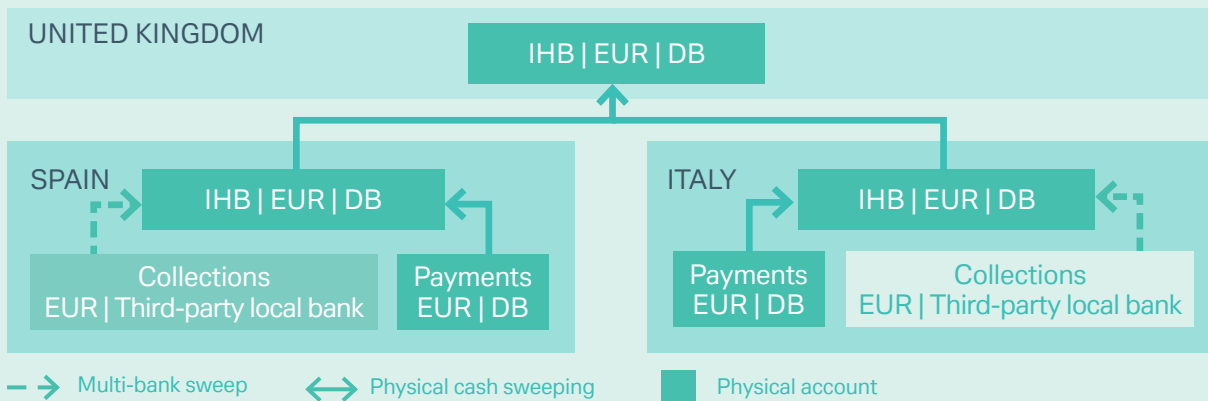 UNITED KINGDOM
IHB | EUR | DB
SPAIN
IHB | EUR | DB
Collections
EUR | Third-party local bank
Payments
EUR | DB
ITALY
IHB | EUR | DB
Payments
EUR | DB
Collections
EUR | Third-party local bank
Multi-bank sweep
Physical cash sweeping
Physical account